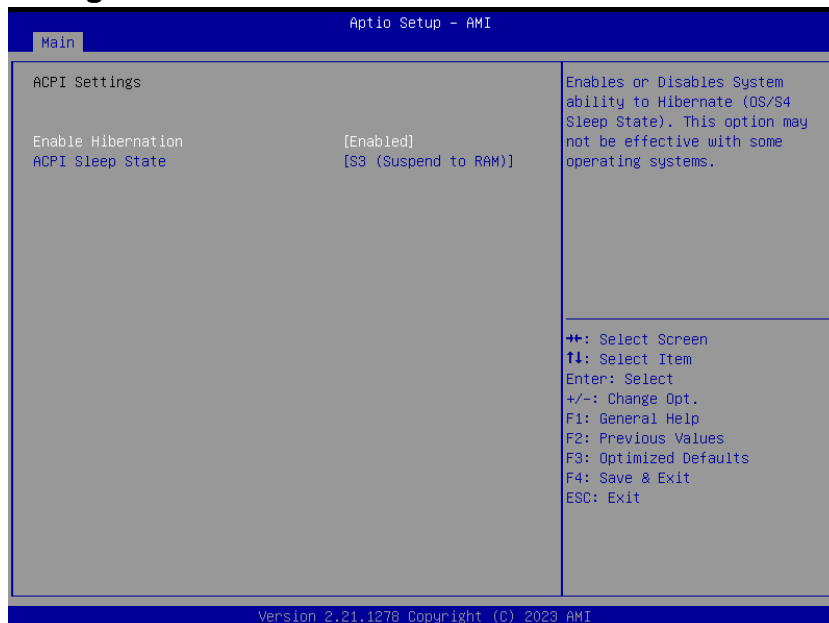 Aptio Setup – AMI
Main
ACPI Settings
Enable Hibernation [Enabled]
ACPI Sleep State [S3 (Suspend to RAM)]
Enables or Disables System
ability to Hibernate (OS/S4
Sleep State). This option may
not be effective with some
operating systems.
→←: Select Screen
↑↓: Select Item
Enter: Select
+/-: Change Opt.
F1: General Help
F2: Previous Values
F3: Optimized Defaults
F4: Save & Exit
ESC: Exit
Version 2.21.1278 Copyright (C) 2023 AMI